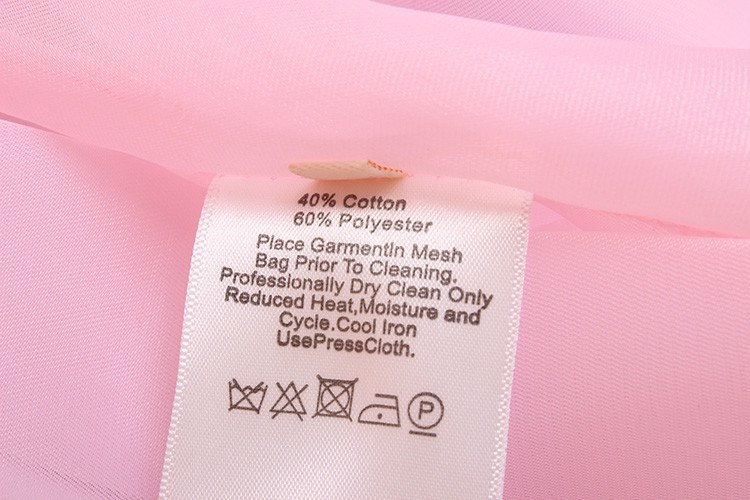 40% Cotton
60% Polyester
Place GarmentIn Mesh
Bag Prior To Cleaning.
Professionally Dry Clean Only
Reduced Heat,Moisture and
Cycle.Cool Iron
UsePressCloth.
P